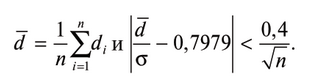 d̅ = 1/n ∑_{i=1}^{n} d_i и |d̅/σ − 0,7979| < 0,4/√n.